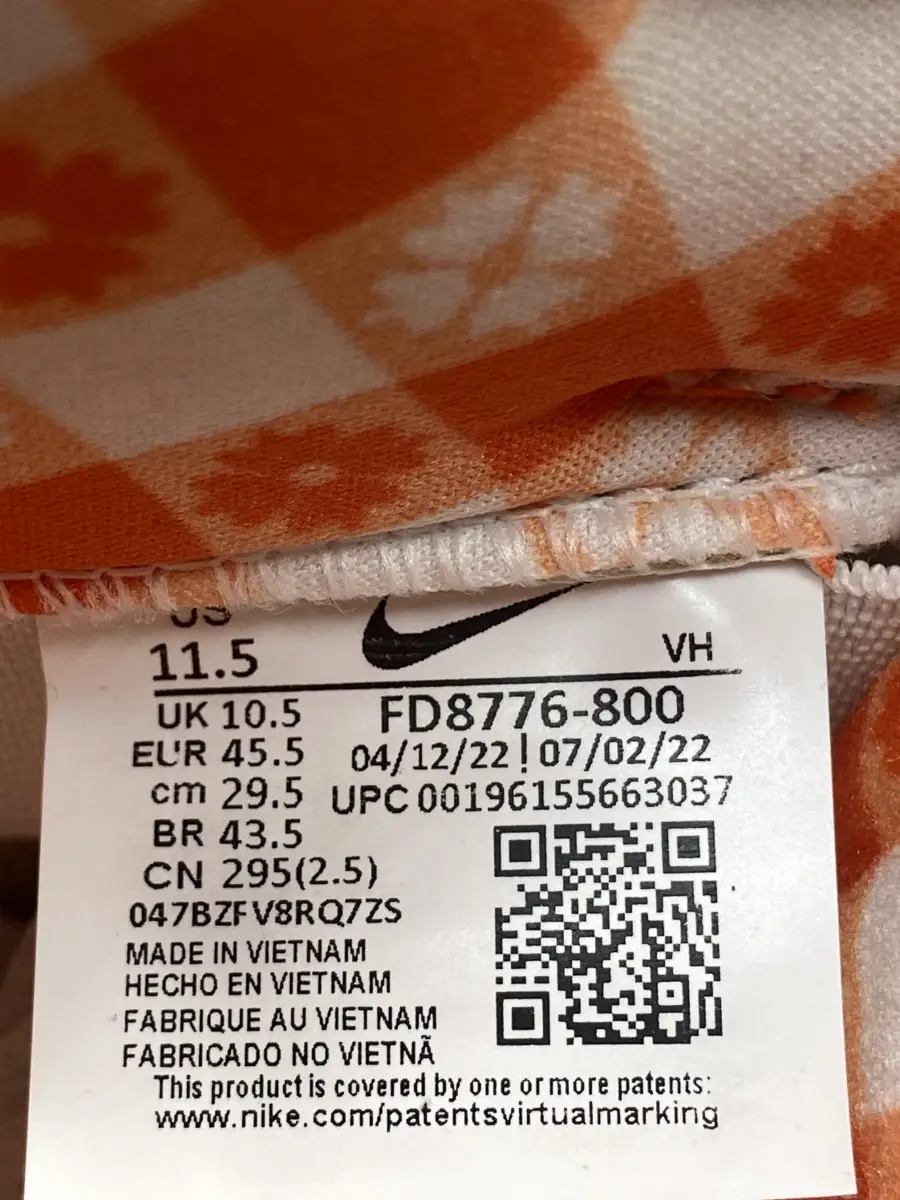 US
11.5
VH
UK 10.5
EUR 45.5
cm 29.5
BR 43.5
CN 295(2.5)
047BZFV8RQ7ZS
FD8776-800
04/12/22 | 07/02/22
UPC 00196155663037
MADE IN VIETNAM
HECHO EN VIETNAM
FABRIQUE AU VIETNAM
FABRICADO NO VIETNÃ
This product is covered by one or more patents:
www.nike.com/patentsvirtualmarking